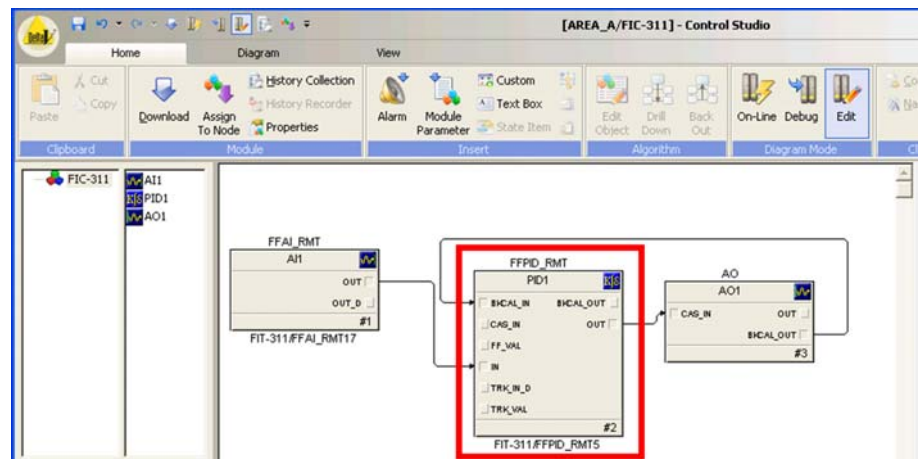 [AREA_A/FIC-311] - Control Studio
DeltaV
Home
Diagram
View
Paste
Cut
Copy
Clipboard
Download
Assign To Node
History Collection
History Recorder
Properties
Module
Alarm
Module Parameter
Custom
Text Box
State Item
Insert
Edit Object
Drill Down
Back Out
Algorithm
On-Line
Debug
Edit
Diagram Mode
FIC-311
AI1
PID1
AO1
FFAI_RMT
AI1
OUT
OUT_D
#1
FIT-311/FFAI_RMT17
FFPID_RMT
PID1
BKCAL_IN
BKCAL_OUT
CAS_IN
OUT
FF_VAL
IN
TRK_IN_D
TRK_VAL
#2
FIT-311/FFPID_RMT5
AO
AO1
CAS_IN
OUT
BKCAL_OUT
#3